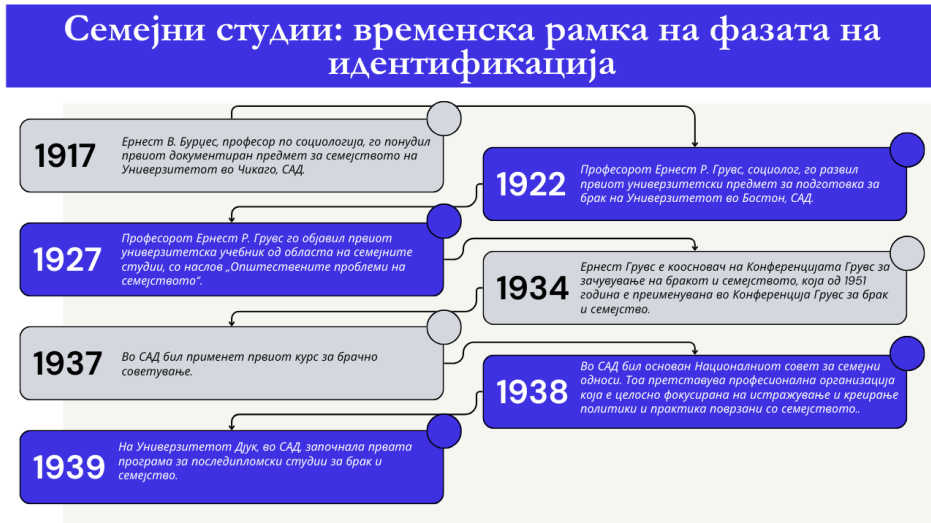 Семејни студии: временска рамка на фазата на
идентификација
1917
Ернест В. Бурџес, професор по социологија, го понудил
првиот документиран предмет за семејството на
Универзитетот во Чикаго, САД.
1922
Професорот Ернест Р. Грувс, социолог, го развил
првиот универзитетски предмет за подготовка за
брак на Универзитетот во Бостон, САД.
1927
Професорот Ернест Р. Грувс го објавил првиот
универзитетска учебник од областа на семејните
студии, со наслов „Општествените проблеми на
семејството“.
1934
Ернест Грувс е коосновач на Конференцијата Грувс за
зачувување на бракот и семејството, која од 1951
година е преименувана во Конференција Грувс за брак
и семејство.
1937
Во САД бил применет првиот курс за брачно
советување.
1938
Во САД бил основан Националниот совет за семејни
односи. Тоа претставува професионална организација
која е целосно фокусирана на истражување и креирање
политики и практика поврзани со семејството..
1939
На Универзитетот Дјук, во САД, започнала првата
програма за последипломски студии за брак и
семејство.